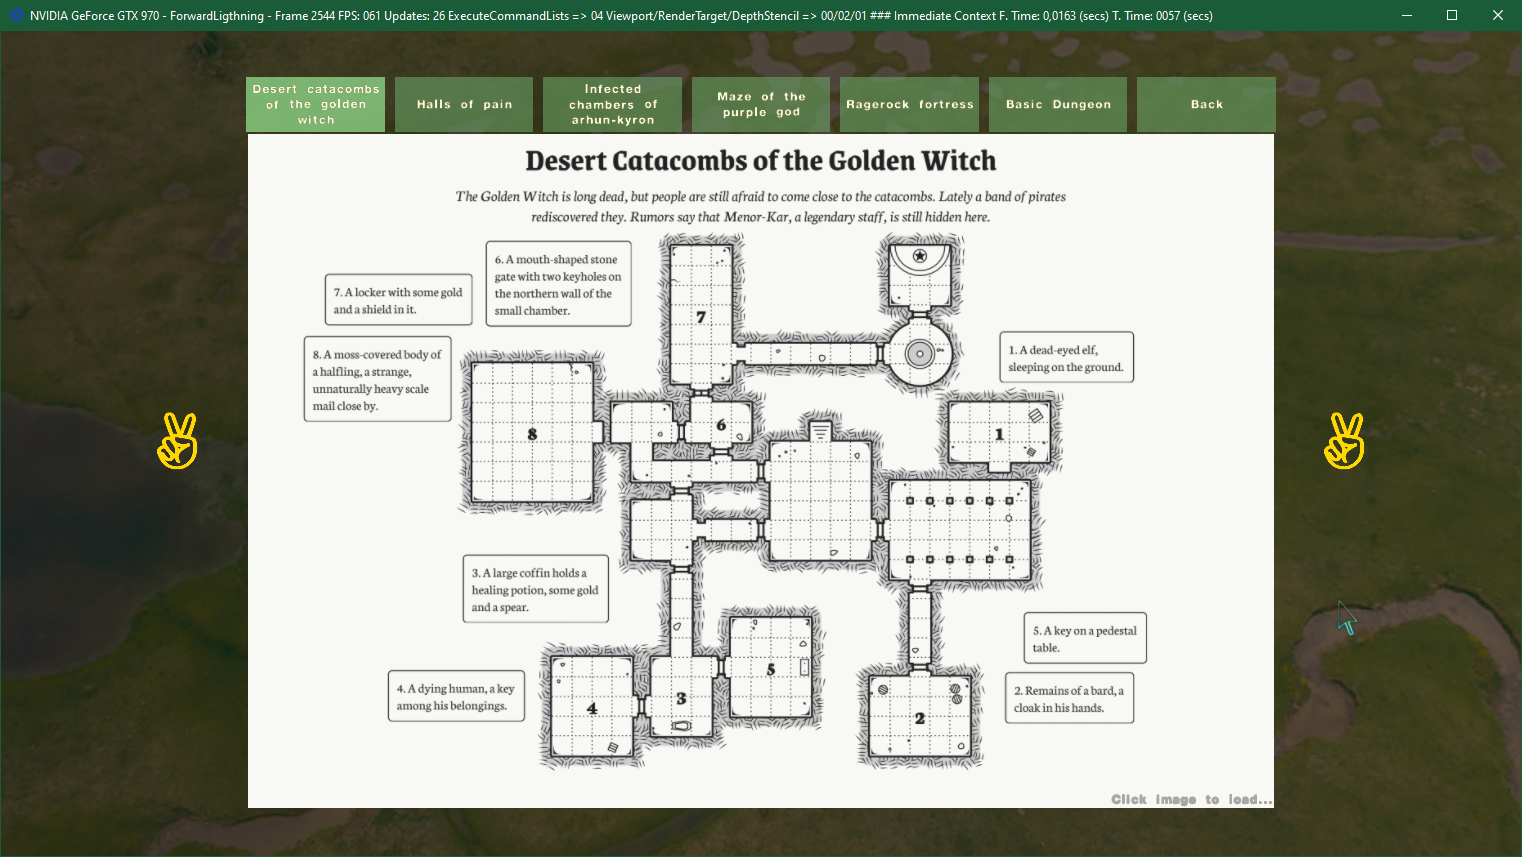 NVIDIA GeForce GTX 970 - ForwardLigthning - Frame 2544 FPS: 061 Updates: 26 ExecuteCommandLists => 04 Viewport/RenderTarget/DepthStencil => 00/02/01 ### Immediate Context F. Time: 0,0163 (secs) T. Time: 0057 (secs)
Desert catacombs
of the golden
witch
Halls of pain
Infected
chambers of
arhun-kyron
Maze of the
purple god
Ragerock fortress
Basic Dungeon
Back
Desert Catacombs of the Golden Witch
The Golden Witch is long dead, but people are still afraid to come close to the catacombs. Lately a band of pirates
rediscovered they. Rumors say that Menor-Kar, a legendary staff, is still hidden here.
6. A mouth-shaped stone
gate with two keyholes on
the northern wall of the
small chamber.
7. A locker with some gold
and a shield in it.
8. A moss-covered body of
a halfling, a strange,
unnaturally heavy scale
mail close by.
1. A dead-eyed elf,
sleeping on the ground.
7
6
8
1
3. A large coffin holds a
healing potion, some gold
and a spear.
5. A key on a pedestal
table.
4. A dying human, a key
among his belongings.
2. Remains of a bard, a
cloak in his hands.
5
3
4
2
Click image to load...